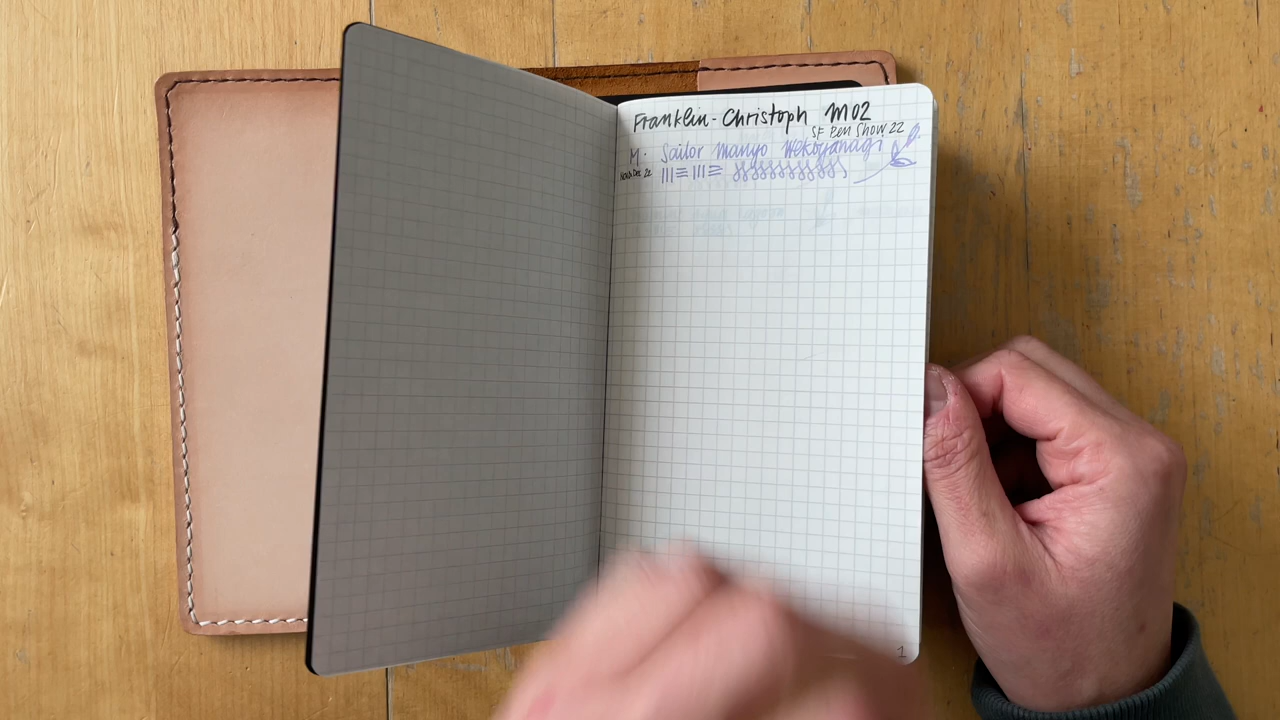 Franklin-Christoph M02
SF Pen Show 22
M. Sailor Manyo Nekoyanagi
Nov/Dec 22
1